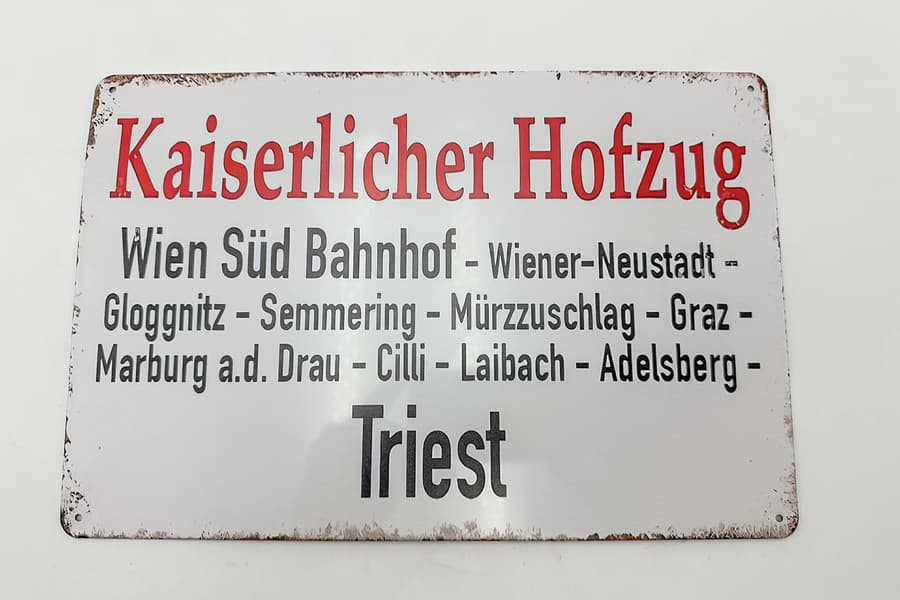 Kaiserlicher Hofzug
Wien Süd Bahnhof - Wiener-Neustadt -
Gloggnitz - Semmering - Mürzzuschlag - Graz -
Marburg a.d. Drau - Cilli - Laibach - Adelsberg -
Triest